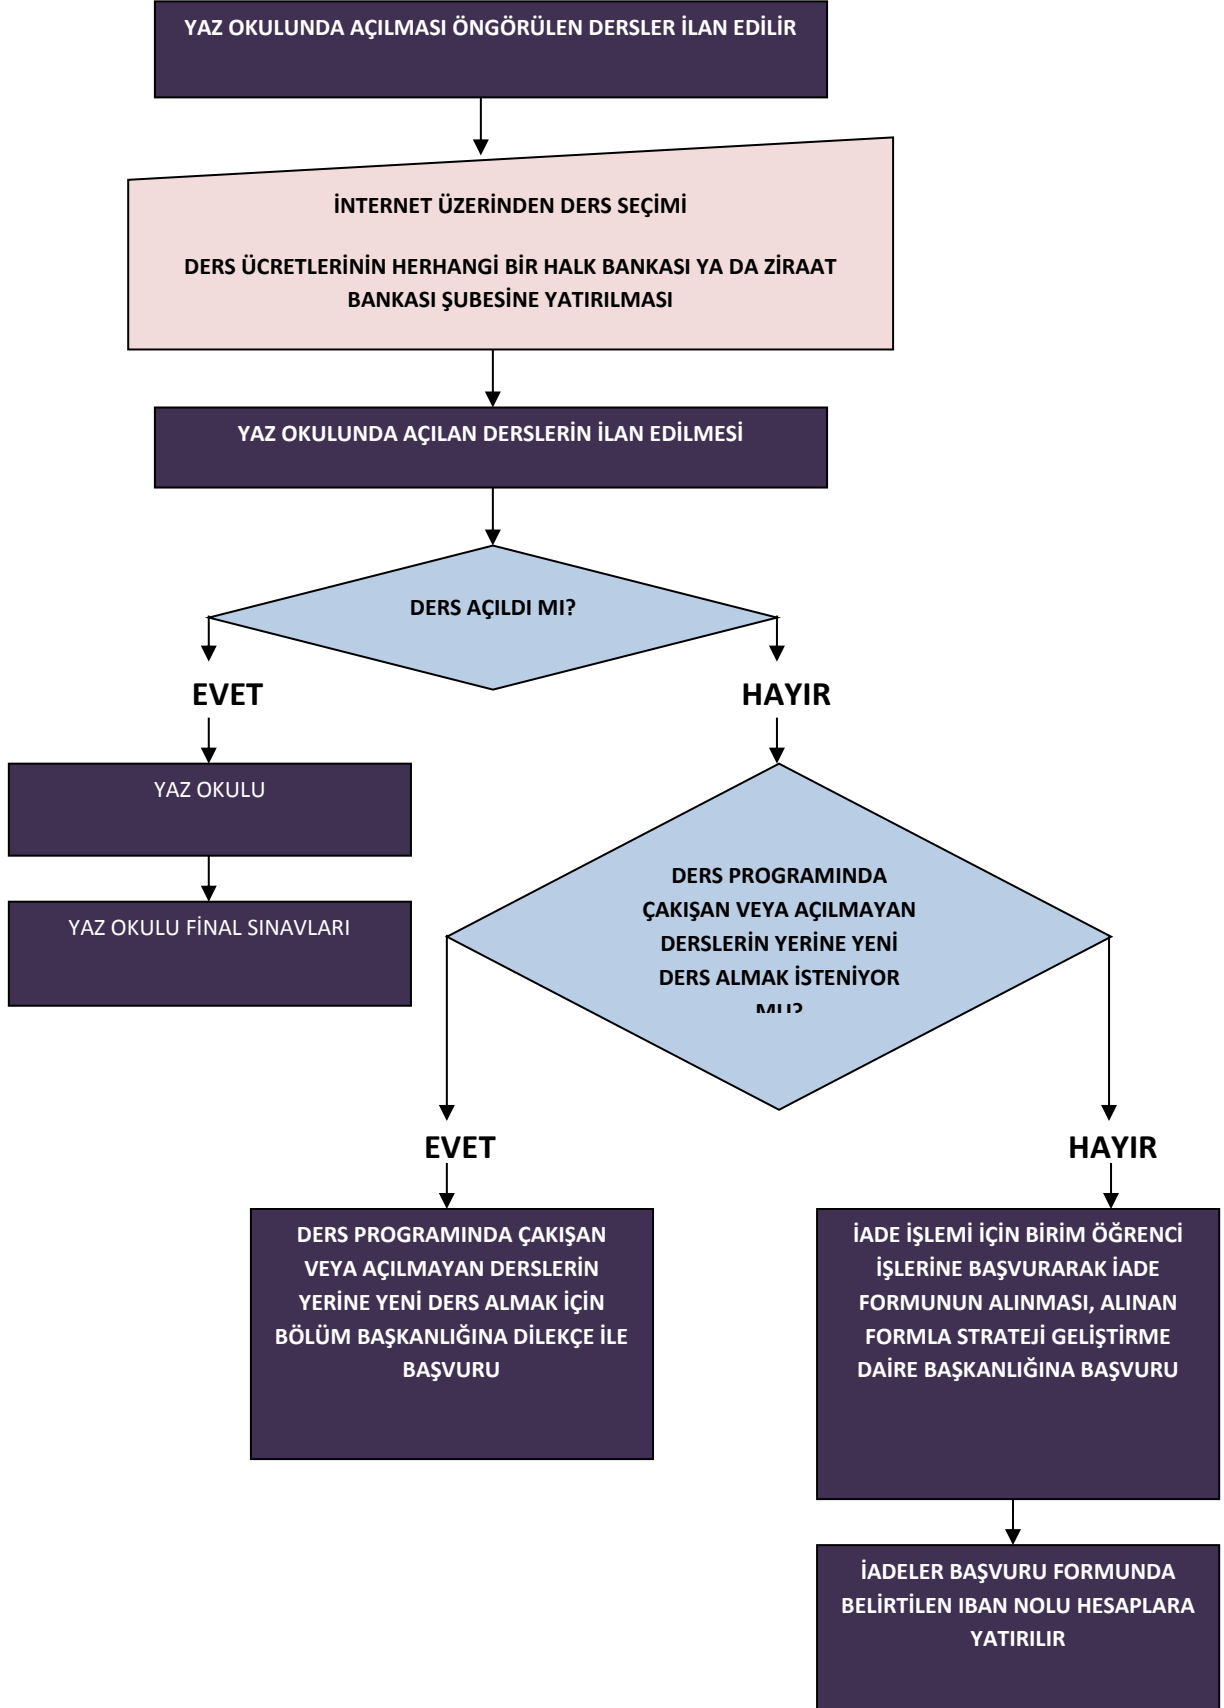 YAZ OKULUNDA AÇILMASI ÖNGÖRÜLEN DERSLER İLAN EDİLİR
İNTERNET ÜZERİNDEN DERS SEÇİMİ
DERS ÜCRETLERİNİN HERHANGİ BİR HALK BANKASI YA DA ZİRAAT
BANKASI ŞUBESİNE YATIRILMASI
YAZ OKULUNDA AÇILAN DERSLERİN İLAN EDİLMESİ
DERS AÇILDI MI?
EVET
HAYIR
YAZ OKULU
YAZ OKULU FİNAL SINAVLARI
DERS PROGRAMINDA
ÇAKIŞAN VEYA AÇILMAYAN
DERSLERİN YERİNE YENİ
DERS ALMAK İSTENİYOR
MU?
EVET
HAYIR
DERS PROGRAMINDA ÇAKIŞAN
VEYA AÇILMAYAN DERSLERİN
YERİNE YENİ DERS ALMAK İÇİN
BÖLÜM BAŞKANLIĞINA DİLEKÇE İLE
BAŞVURU
İADE İŞLEMİ İÇİN BİRİM ÖĞRENCİ
İŞLERİNE BAŞVURARAK İADE
FORMUNUN ALINMASI, ALINAN
FORMLA STRATEJİ GELİŞTİRME
DAİRE BAŞKANLIĞINA BAŞVURU
İADELER BAŞVURU FORMUNDA
BELİRTİLEN IBAN NOLU HESAPLARA
YATIRILIR